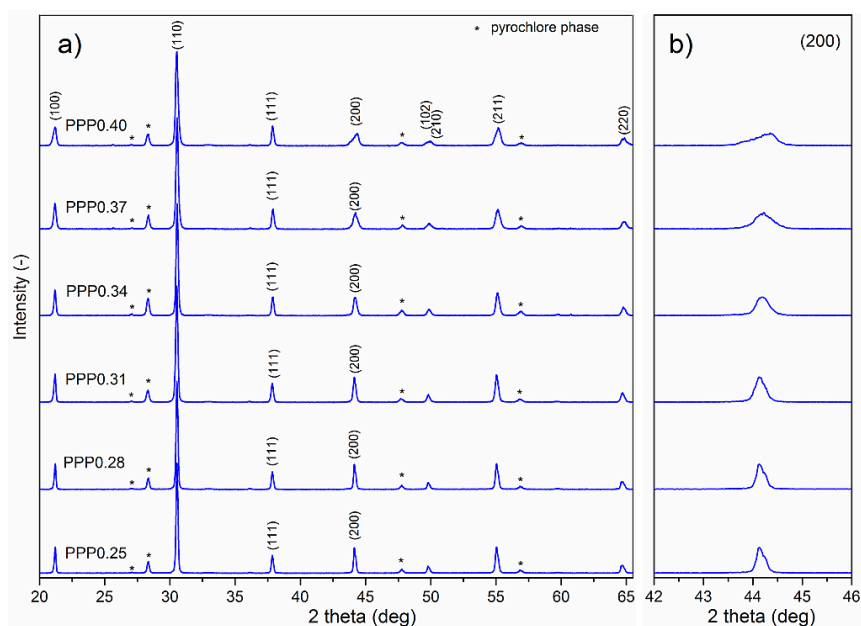 a)
* pyrochlore phase
b)
(200)
(100)
(110)
(111)
(200)
(102)
(210)
(211)
(220)
PPP0.40
* * * *
PPP0.37
(111)
(200)
* * * *
PPP0.34
(111)
(200)
* * * *
PPP0.31
(111)
(200)
* * * *
PPP0.28
(111)
(200)
* * * *
PPP0.25
(111)
(200)
* * * *
Intensity (-)
20 25 30 35 40 45 50 55 60 65
2 theta (deg)
42 43 44 45 46
2 theta (deg)